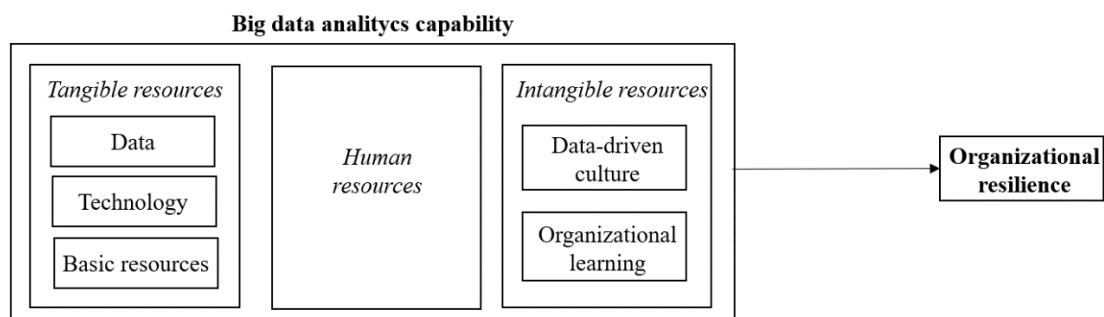 Big data analitycs capability
Tangible resources
Data
Technology
Basic resources
Human
resources
Intangible resources
Data-driven
culture
Organizational
learning
Organizational
resilience